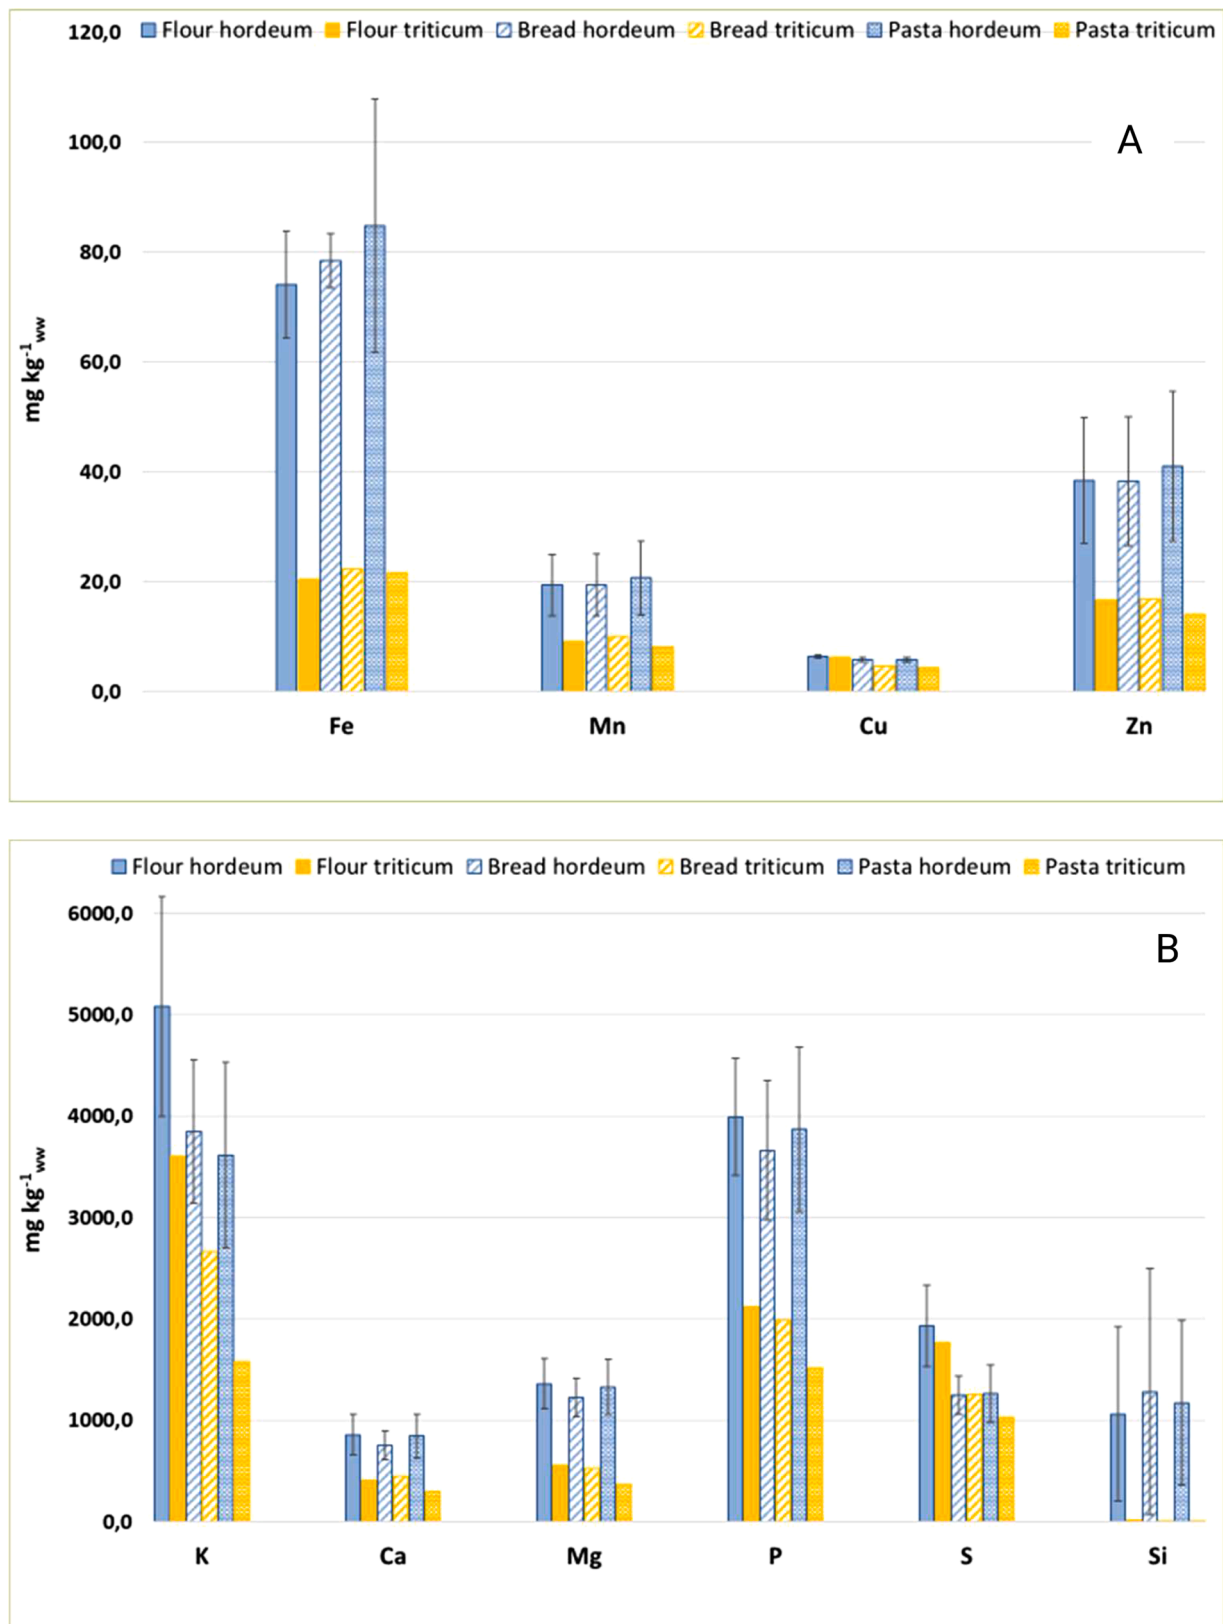 Flour hordeum Flour triticum Bread hordeum Bread triticum Pasta hordeum Pasta triticum
120,0
100,0
80,0
60,0
40,0
20,0
0,0
mg kg-1ww
A
Fe Mn Cu Zn
Flour hordeum Flour triticum Bread hordeum Bread triticum Pasta hordeum Pasta triticum
6000,0
5000,0
4000,0
3000,0
2000,0
1000,0
0,0
mg kg-1ww
B
K Ca Mg P S Si